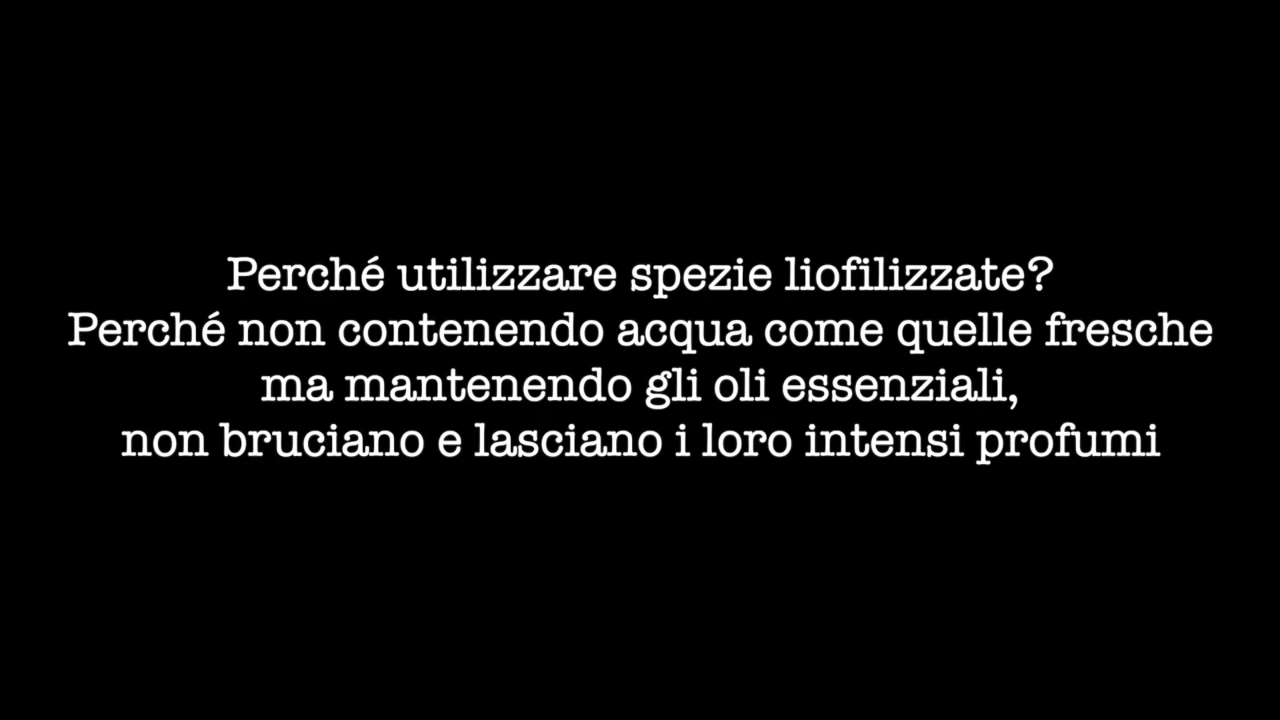 Perché utilizzare spezie liofilizzate?
Perché non contenendo acqua come quelle fresche
ma mantenendo gli oli essenziali,
non bruciano e lasciano i loro intensi profumi